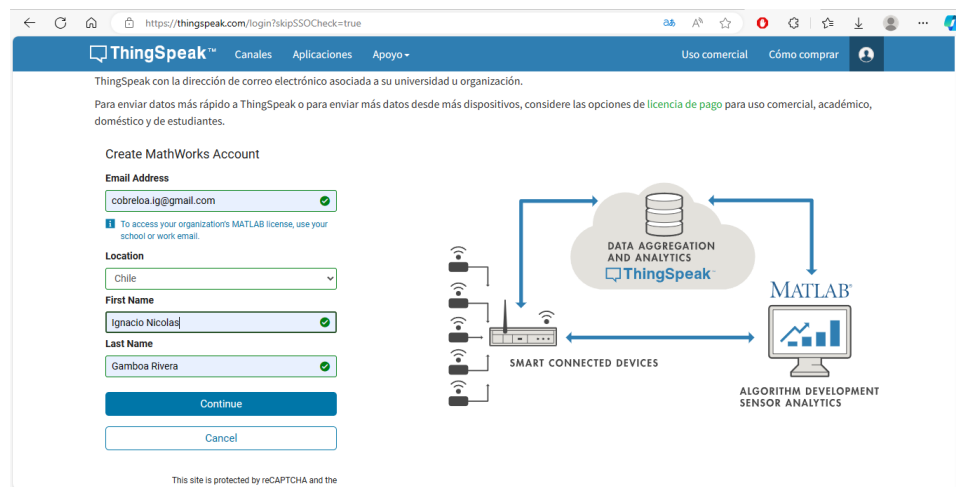 https://thingspeak.com/login?skipSSOCheck=true
ThingSpeak™ Canales Aplicaciones Apoyo Uso comercial Cómo comprar
ThingSpeak con la dirección de correo electrónico asociada a su universidad u organización.
Para enviar datos más rápido a ThingSpeak o para enviar más datos desde más dispositivos, considere las opciones de licencia de pago para uso comercial, académico,
doméstico y de estudiantes.
Create MathWorks Account
Email Address
cobreloa.ig@gmail.com
To access your organization's MATLAB license, use your
school or work email.
Location
Chile
First Name
Ignacio Nicolas
Last Name
Gamboa Rivera
Continue
Cancel
This site is protected by reCAPTCHA and the
DATA AGGREGATION
AND ANALYTICS
ThingSpeak
MATLAB
SMART CONNECTED DEVICES
ALGORITHM DEVELOPMENT
SENSOR ANALYTICS